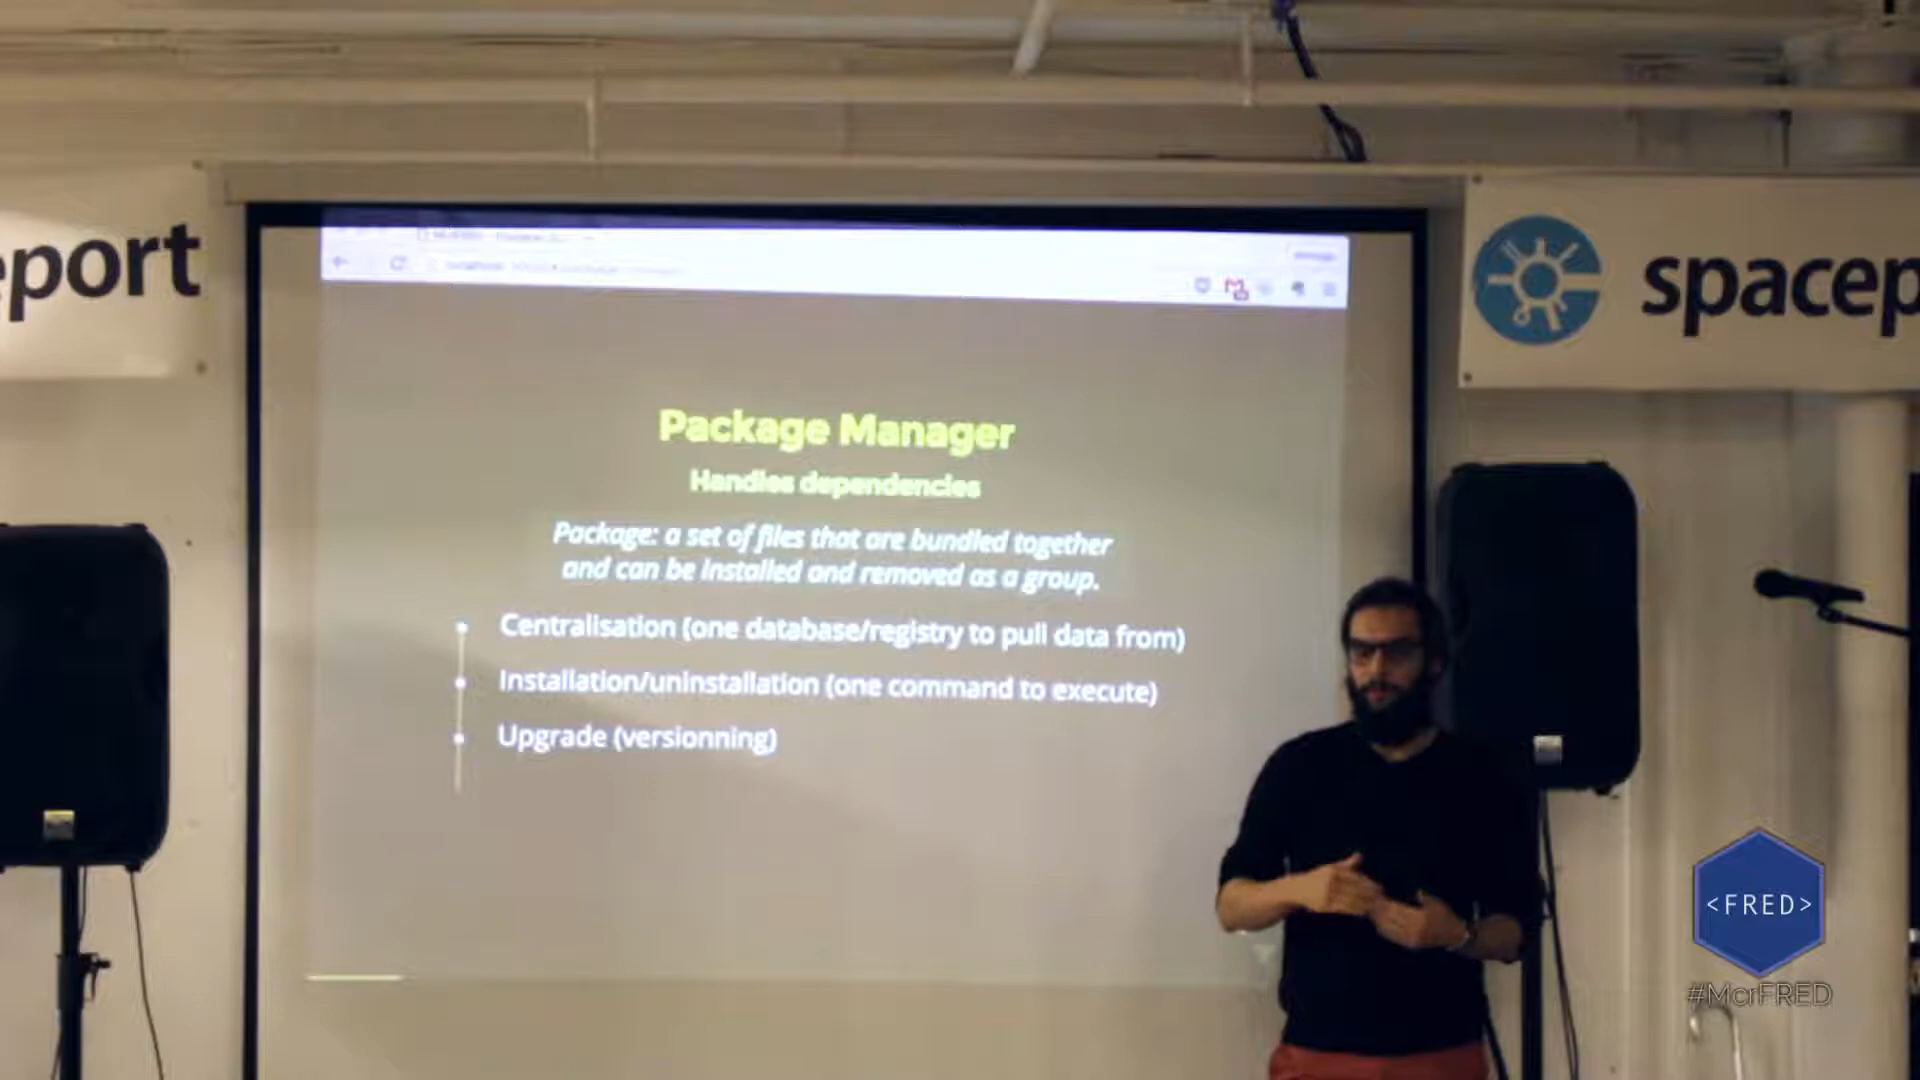 eport
spacep
Package Manager
Handles dependencies
Package: a set of files that are bundled together
and can be installed and removed as a group.
Centralisation (one database/registry to pull data from)
Installation/uninstallation (one command to execute)
Upgrade (versionning)
<FRED>
#McrFRED